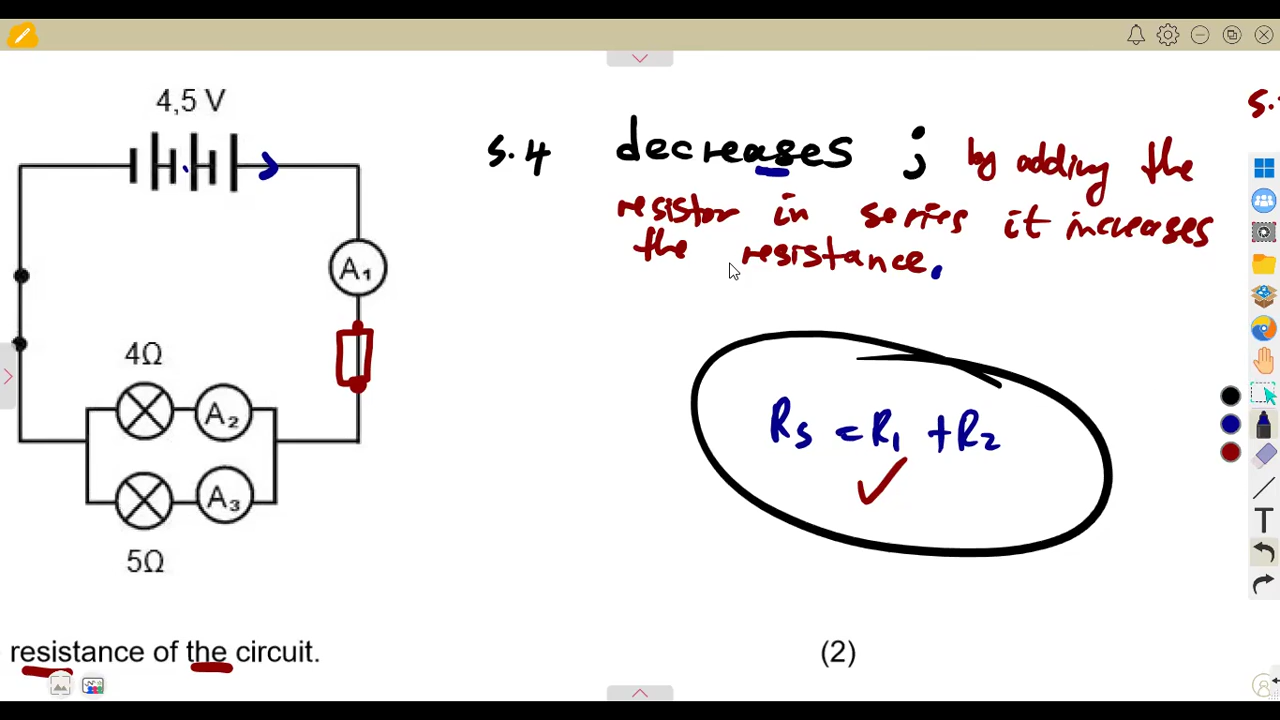 4,5 V
A₁
4Ω
A₂
A₃
5Ω
5.4 decreases ; by adding the
resistor in series it increases
the resistance.
Rs = R₁ + R₂
resistance of the circuit.
(2)
T